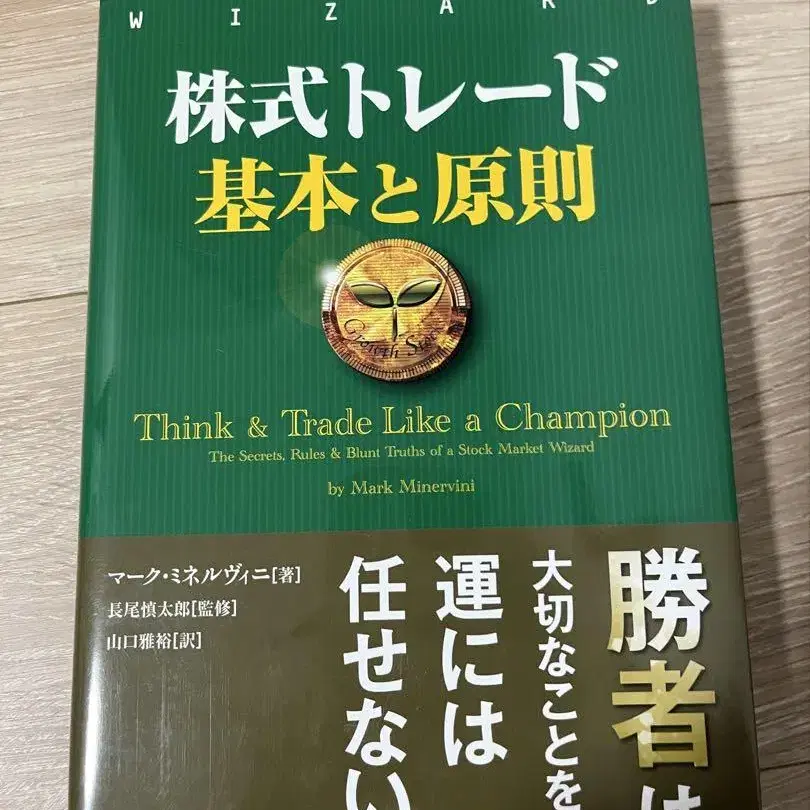 WIZARD
株式トレード
基本と原則
Growth Stock
Think & Trade Like a Champion
The Secrets, Rules & Blunt Truths of a Stock Market Wizard
by Mark Minervini
マーク・ミネルヴィニ[著]
長尾慎太郎[監修]
山口雅裕[訳]
勝者は
大切なことを
運には
任せない